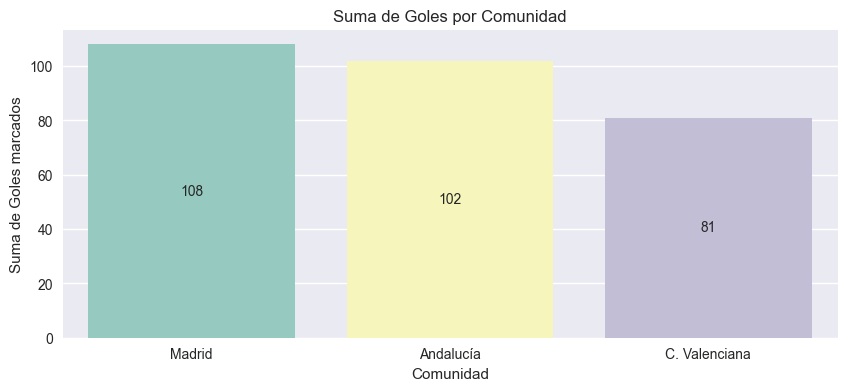 Suma de Goles por Comunidad
Suma de Goles marcados
100
80
60
40
20
0
108
102
81
Madrid
Andalucía
C. Valenciana
Comunidad